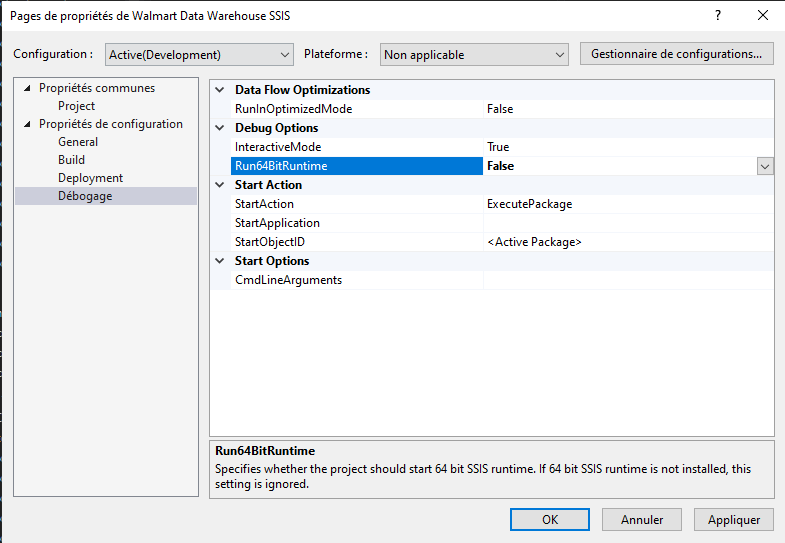 Pages de propriétés de Walmart Data Warehouse SSIS
Configuration : Active(Development) Plateforme : Non applicable Gestionnaire de configurations...
Propriétés communes
Project
Propriétés de configuration
General
Build
Deployment
Débogage
Data Flow Optimizations
RunInOptimizedMode False
Debug Options
InteractiveMode True
Run64BitRuntime False
Start Action
StartAction ExecutePackage
StartApplication
StartObjectID <Active Package>
Start Options
CmdLineArguments
Run64BitRuntime
Specifies whether the project should start 64 bit SSIS runtime. If 64 bit SSIS runtime is not installed, this
setting is ignored.
OK Annuler Appliquer